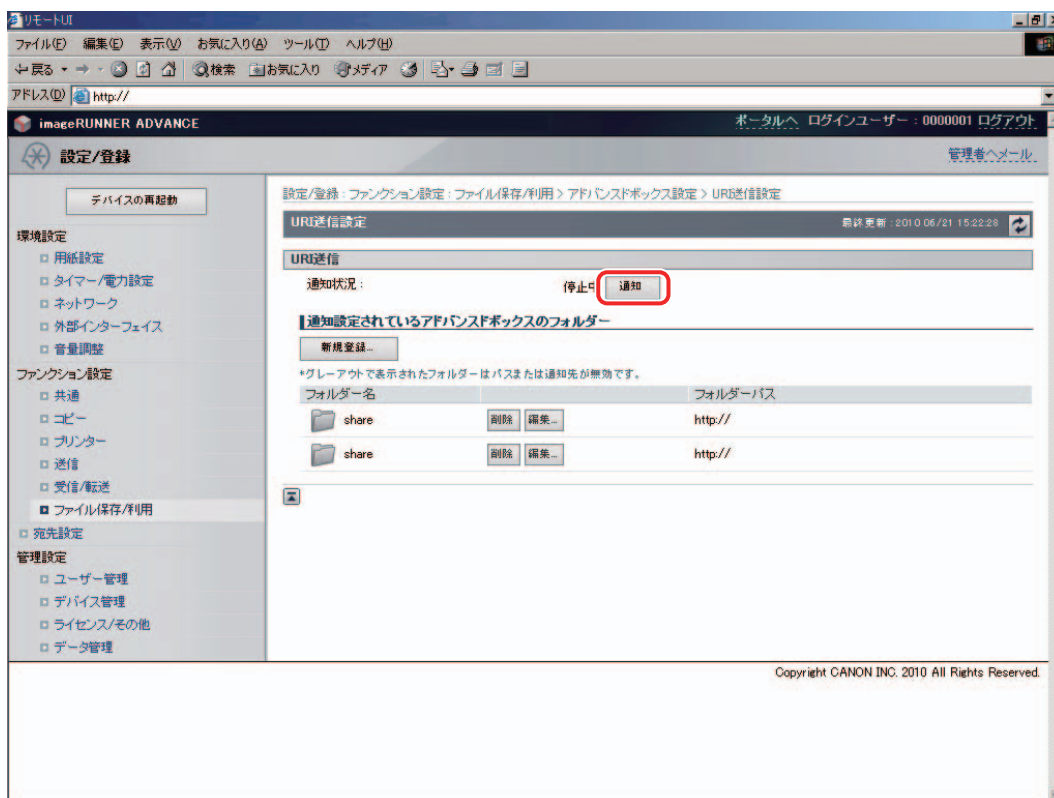 リモートUI
ファイル(F) 編集(E) 表示(V) お気に入り(A) ツール(T) ヘルプ(H)
戻る 検索 お気に入り メディア
アドレス(D) http://
imageRUNNER ADVANCE ポータルへ ログインユーザー : 0000001 ログアウト
設定/登録 管理者へメール
デバイスの再起動
環境設定
用紙設定
タイマー/電力設定
ネットワーク
外部インターフェイス
音量調整
ファンクション設定
共通
コピー
プリンター
送信
受信/転送
ファイル保存/利用
宛先設定
管理設定
ユーザー管理
デバイス管理
ライセンス/その他
データ管理
設定/登録 : ファンクション設定 : ファイル保存/利用 > アドバンスドボックス設定 > URI送信設定
URI送信設定 最終更新 : 2010 06/21 15:22:28
URI送信
通知状況 : 停止中 通知
通知設定されているアドバンスドボックスのフォルダー
新規登録...
*グレーアウトで表示されたフォルダーはパスまたは通知先が無効です。
フォルダー名 フォルダーパス
share 削除 編集... http://
share 削除 編集... http://
Copyright CANON INC. 2010 All Rights Reserved.